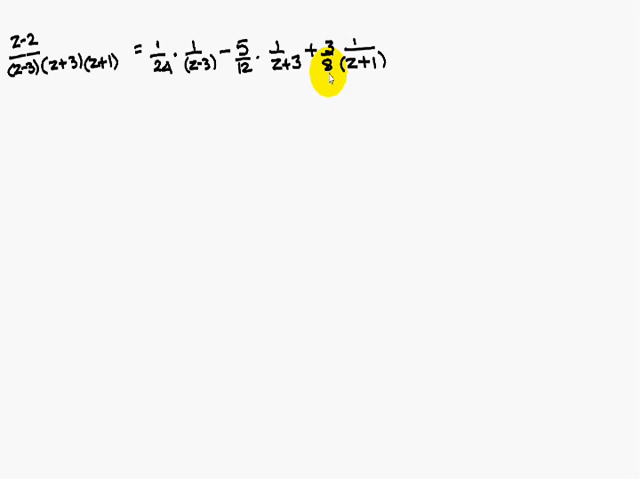 z-2/(z-3)(z+3)(z+1) = 1/24 · 1/(z-3) - 5/12 · 1/z+3 + 3/8 1/(z+1)